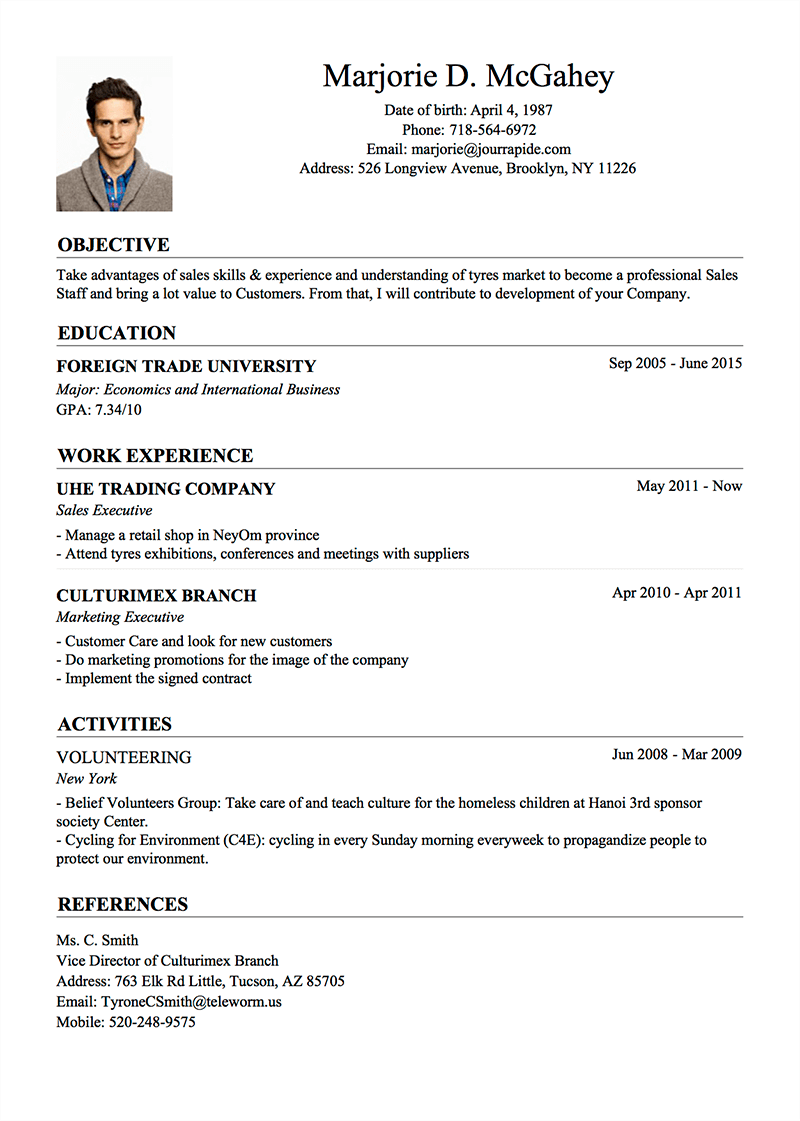 Marjorie D. McGahey
Date of birth: April 4, 1987
Phone: 718-564-6972
Email: marjorie@jourrapide.com
Address: 526 Longview Avenue, Brooklyn, NY 11226
OBJECTIVE
Take advantages of sales skills & experience and understanding of tyres market to become a professional Sales
Staff and bring a lot value to Customers. From that, I will contribute to development of your Company.
EDUCATION
FOREIGN TRADE UNIVERSITY
Sep 2005 - June 2015
Major: Economics and International Business
GPA: 7.34/10
WORK EXPERIENCE
UHE TRADING COMPANY
May 2011 - Now
Sales Executive
- Manage a retail shop in NeyOm province
- Attend tyres exhibitions, conferences and meetings with suppliers
CULTURIMEX BRANCH
Apr 2010 - Apr 2011
Marketing Executive
- Customer Care and look for new customers
- Do marketing promotions for the image of the company
- Implement the signed contract
ACTIVITIES
VOLUNTEERING
Jun 2008 - Mar 2009
New York
- Belief Volunteers Group: Take care of and teach culture for the homeless children at Hanoi 3rd sponsor
society Center.
- Cycling for Environment (C4E): cycling in every Sunday morning everyweek to propagandize people to
protect our environment.
REFERENCES
Ms. C. Smith
Vice Director of Culturimex Branch
Address: 763 Elk Rd Little, Tucson, AZ 85705
Email: TyroneCSmith@teleworm.us
Mobile: 520-248-9575